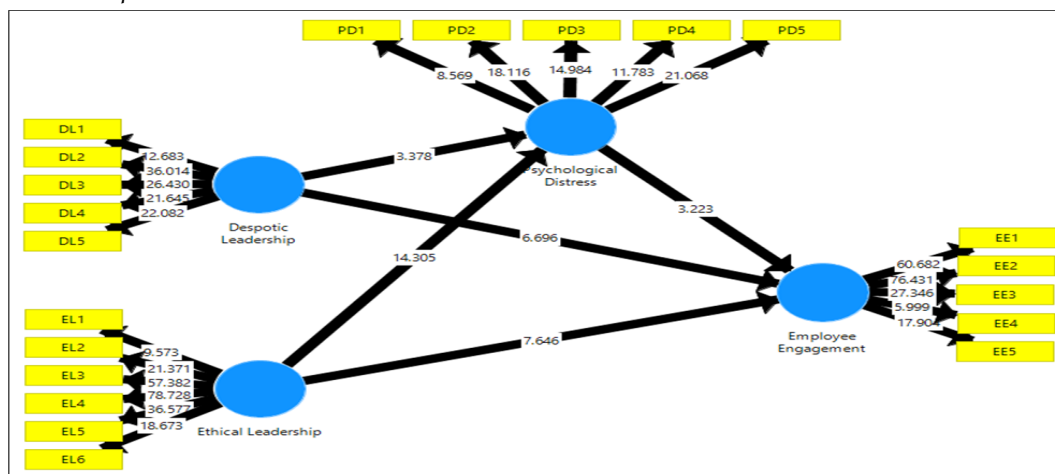 PD1
PD2
PD3
PD4
PD5
8.569
18.116
14.984
11.783
21.068
DL1
DL2
DL3
DL4
DL5
12.683
36.014
26.430
21.645
22.082
Despotic
Leadership
3.378
Psychological
Distress
3.223
6.696
14.305
7.646
EE1
EE2
EE3
EE4
EE5
60.682
76.431
27.346
5.999
17.904
Employee
Engagement
EL1
EL2
EL3
EL4
EL5
EL6
9.573
21.371
57.382
78.728
36.577
18.673
Ethical Leadership